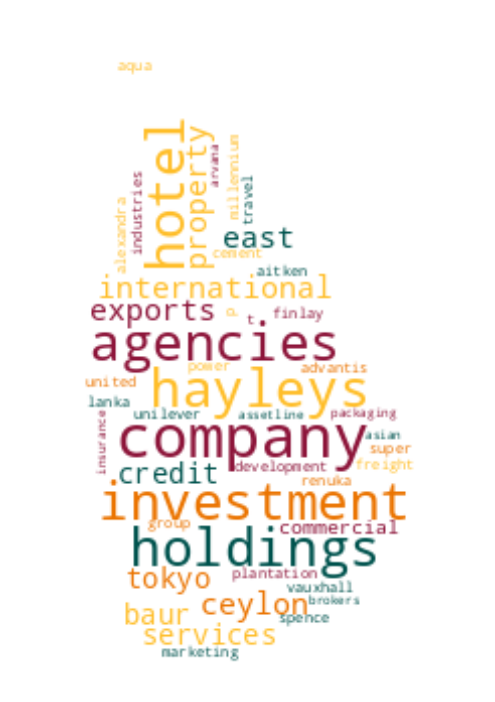 aqua
hotel
property
arvana
millennium
travel
industries
alexandra
east
cement
aitken
international
exports
p
t
finlay
agencies
power
advantis
united
hayleys
lanka
unilever
assetline
packaging
insurance
company
asian
super
credit
development
freight
renuka
investment
group
commercial
holdings
tokyo
plantation
vauxhall
ceylon
brokers
baur
spence
services
marketing